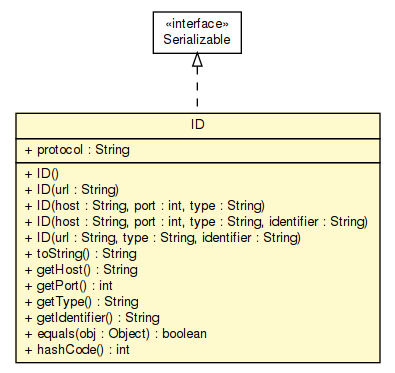 «interface»
Serializable
ID
+ protocol : String
+ ID()
+ ID(url : String)
+ ID(host : String, port : int, type : String)
+ ID(host : String, port : int, type : String, identifier : String)
+ ID(url : String, type : String, identifier : String)
+ toString() : String
+ getHost() : String
+ getPort() : int
+ getType() : String
+ getIdentifier() : String
+ equals(obj : Object) : boolean
+ hashCode() : int